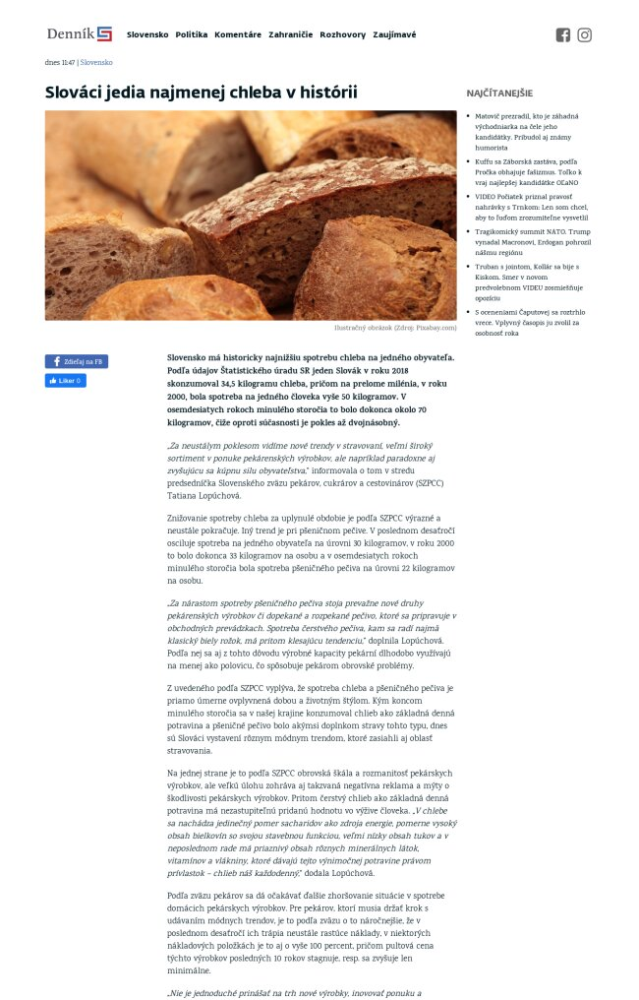 Denník
Slovensko Politika Komentáre Zahraničie Rozhovory Zaujímavé
dnes 11:47 | Slovensko
Slováci jedia najmenej chleba v histórii
Ilustračný obrázok (Zdroj: Pixabay.com)
Zdieľaj na FB
Liker 0
Slovensko má historicky najnižšiu spotrebu chleba na jedného obyvateľa.
Podľa údajov Štatistického úradu SR jeden Slovák v roku 2018
skonzumoval 34,5 kilogramu chleba, pričom na prelome milénia, v roku
2000, bola spotreba na jedného človeka vyše 50 kilogramov. V
osemdesiatych rokoch minulého storočia to bolo dokonca okolo 70
kilogramov, čiže oproti súčasnosti je pokles až dvojnásobný.
„Za neustálym poklesom vidíme nové trendy v stravovaní, veľmi široký
sortiment v ponuke pekárenských výrobkov, ale napríklad paradoxne aj
zvyšujúcu sa kúpnu silu obyvateľstva,“ informovala o tom v stredu
predsedníčka Slovenského zväzu pekárov, cukrárov a cestovinárov (SZPCC)
Tatiana Lopúchová.
Znižovanie spotreby chleba za uplynulé obdobie je podľa SZPCC výrazné a
neustále pokračuje. Iný trend je pri pšeničnom pečive. V poslednom desaťročí
osciluje spotreba na jedného obyvateľa na úrovni 30 kilogramov, v roku 2000
to bolo dokonca 33 kilogramov na osobu a v osemdesiatych rokoch
minulého storočia bola spotreba pšeničného pečiva na úrovni 22 kilogramov
na osobu.
„Za nárastom spotreby pšeničného pečiva stoja prevažne nové druhy
pekárenských výrobkov či dopekané a rozpekané pečivo, ktoré sa pripravuje v
obchodných prevádzkach. Spotreba čerstvého pečiva, kam sa radí najmä
klasický biely rožok, má pritom klesajúcu tendenciu,“ doplnila Lopúchová.
Podľa nej sa aj z tohto dôvodu výrobné kapacity pekární dlhodobo využívajú
na menej ako polovicu, čo spôsobuje pekárom obrovské problémy.
Z uvedeného podľa SZPCC vyplýva, že spotreba chleba a pšeničného pečiva je
priamo úmerne ovplyvnená dobou a životným štýlom. Kým koncom
minulého storočia sa v našej krajine konzumoval chlieb ako základná denná
potravina a pšeničné pečivo bolo akýmsi doplnkom stravy tohto typu, dnes
sú Slováci vystavení rôznym módnym trendom, ktoré zasiahli aj oblasť
stravovania.
Na jednej strane je to podľa SZPCC obrovská škála a rozmanitosť pekárskych
výrobkov, ale veľkú úlohu zohráva aj takzvaná negatívna reklama a mýty o
škodlivosti pekárskych výrobkov. Pritom čerstvý chlieb ako základná denná
potravina má nezastupiteľnú pridanú hodnotu vo výžive človeka. „V chlebe
sa nachádza jedinečný pomer sacharidov ako zdroja energie, pomerne vysoký
obsah bielkovín so svojou stavebnou funkciou, veľmi nízky obsah tukov a v
neposlednom rade má priaznivý obsah rôznych minerálnych látok,
vitamínov a vlákniny, ktoré dávajú tejto výnimočnej potravine právom
prívlastok – chlieb náš každodenný,“ dodala Lopúchová.
Podľa zväzu pekárov sa dá očakávať ďalšie zhoršovanie situácie v spotrebe
domácich pekárskych výrobkov. Pre pekárov, ktorí musia držať krok s
udávaním módnych trendov, je to podľa zväzu o to náročnejšie, že v
poslednom desaťročí ich trápia neustále rastúce náklady, v niektorých
nákladových položkách je to aj o vyše 100 percent, pričom pultová cena
týchto výrobkov posledných 10 rokov stagnuje, resp. sa zvyšuje len
minimálne.
„Nie je jednoduché prinášať na trh nové výrobky, inovovať ponuku a
NAJČÍTANEJŠIE
Matovič prezradil, kto je záhadná
východniarka na čele jeho
kandidátky. Pribudol aj známy
humorista
Kuffu sa Záborská zastáva, podľa
Pročka obhajuje fašizmus. Toľko k
vraj najlepšej kandidátke OĽaNO
VIDEO Počiatek priznal pravosť
nahrávky s Trnkom: Len som chcel,
aby to ľuďom zrozumiteľne vysvetlil
Tragikomický summit NATO. Trump
vynadal Macronovi, Erdogan pohrozil
nášmu regiónu
Truban s jointom, Kollár sa bije s
Kiskom. Smer v novom
predvolebnom VIDEU zosmiešňuje
opozíciu
S oceneniami Čaputovej sa roztrhlo
vrece. Vplyvný časopis ju zvolil za
osobnosť roka